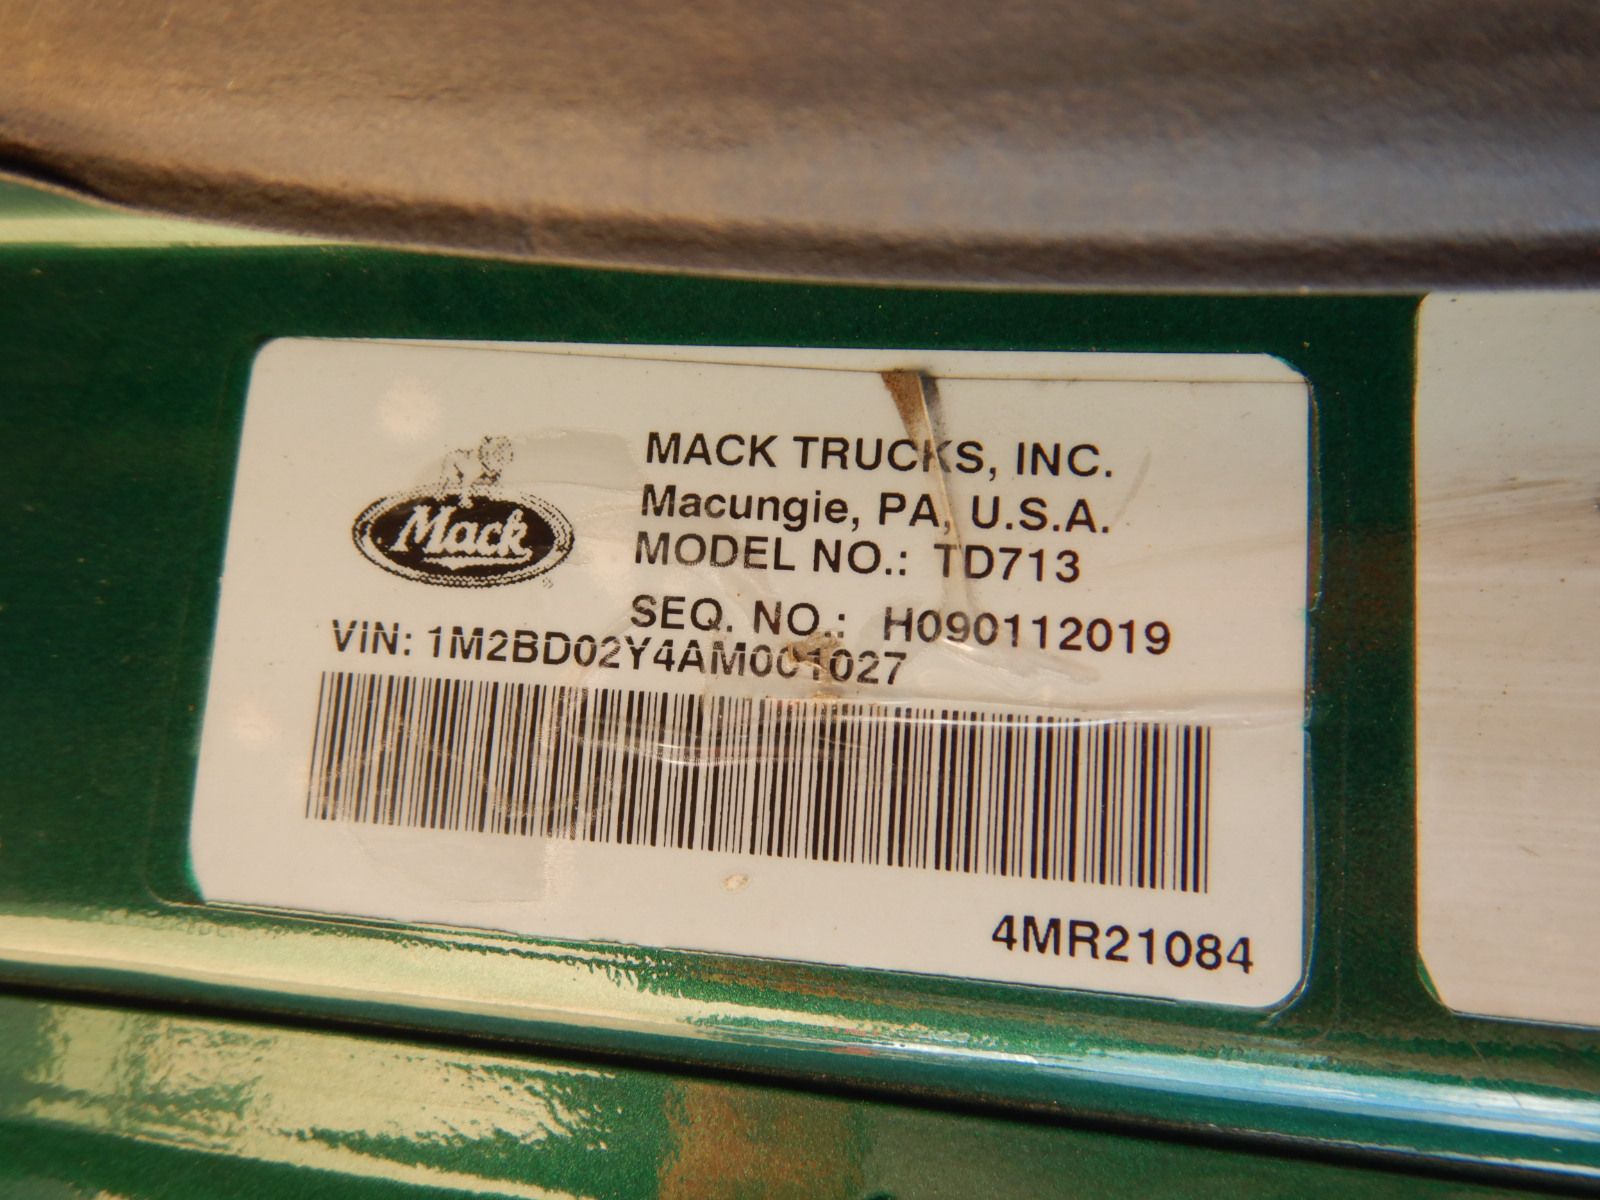 MACK TRUCKS, INC.
Macungie, PA, U.S.A.
Mack
MODEL NO.: TD713
SEQ. NO.: H090112019
VIN: 1M2BD02Y4AM001027
4MR21084